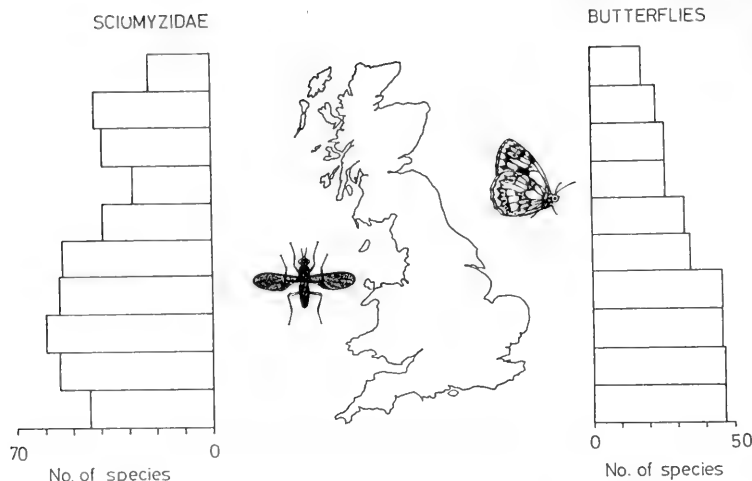 SCIOMYZIDAE
BUTTERFLIES
70 0
No. of species
0 50
No. of species